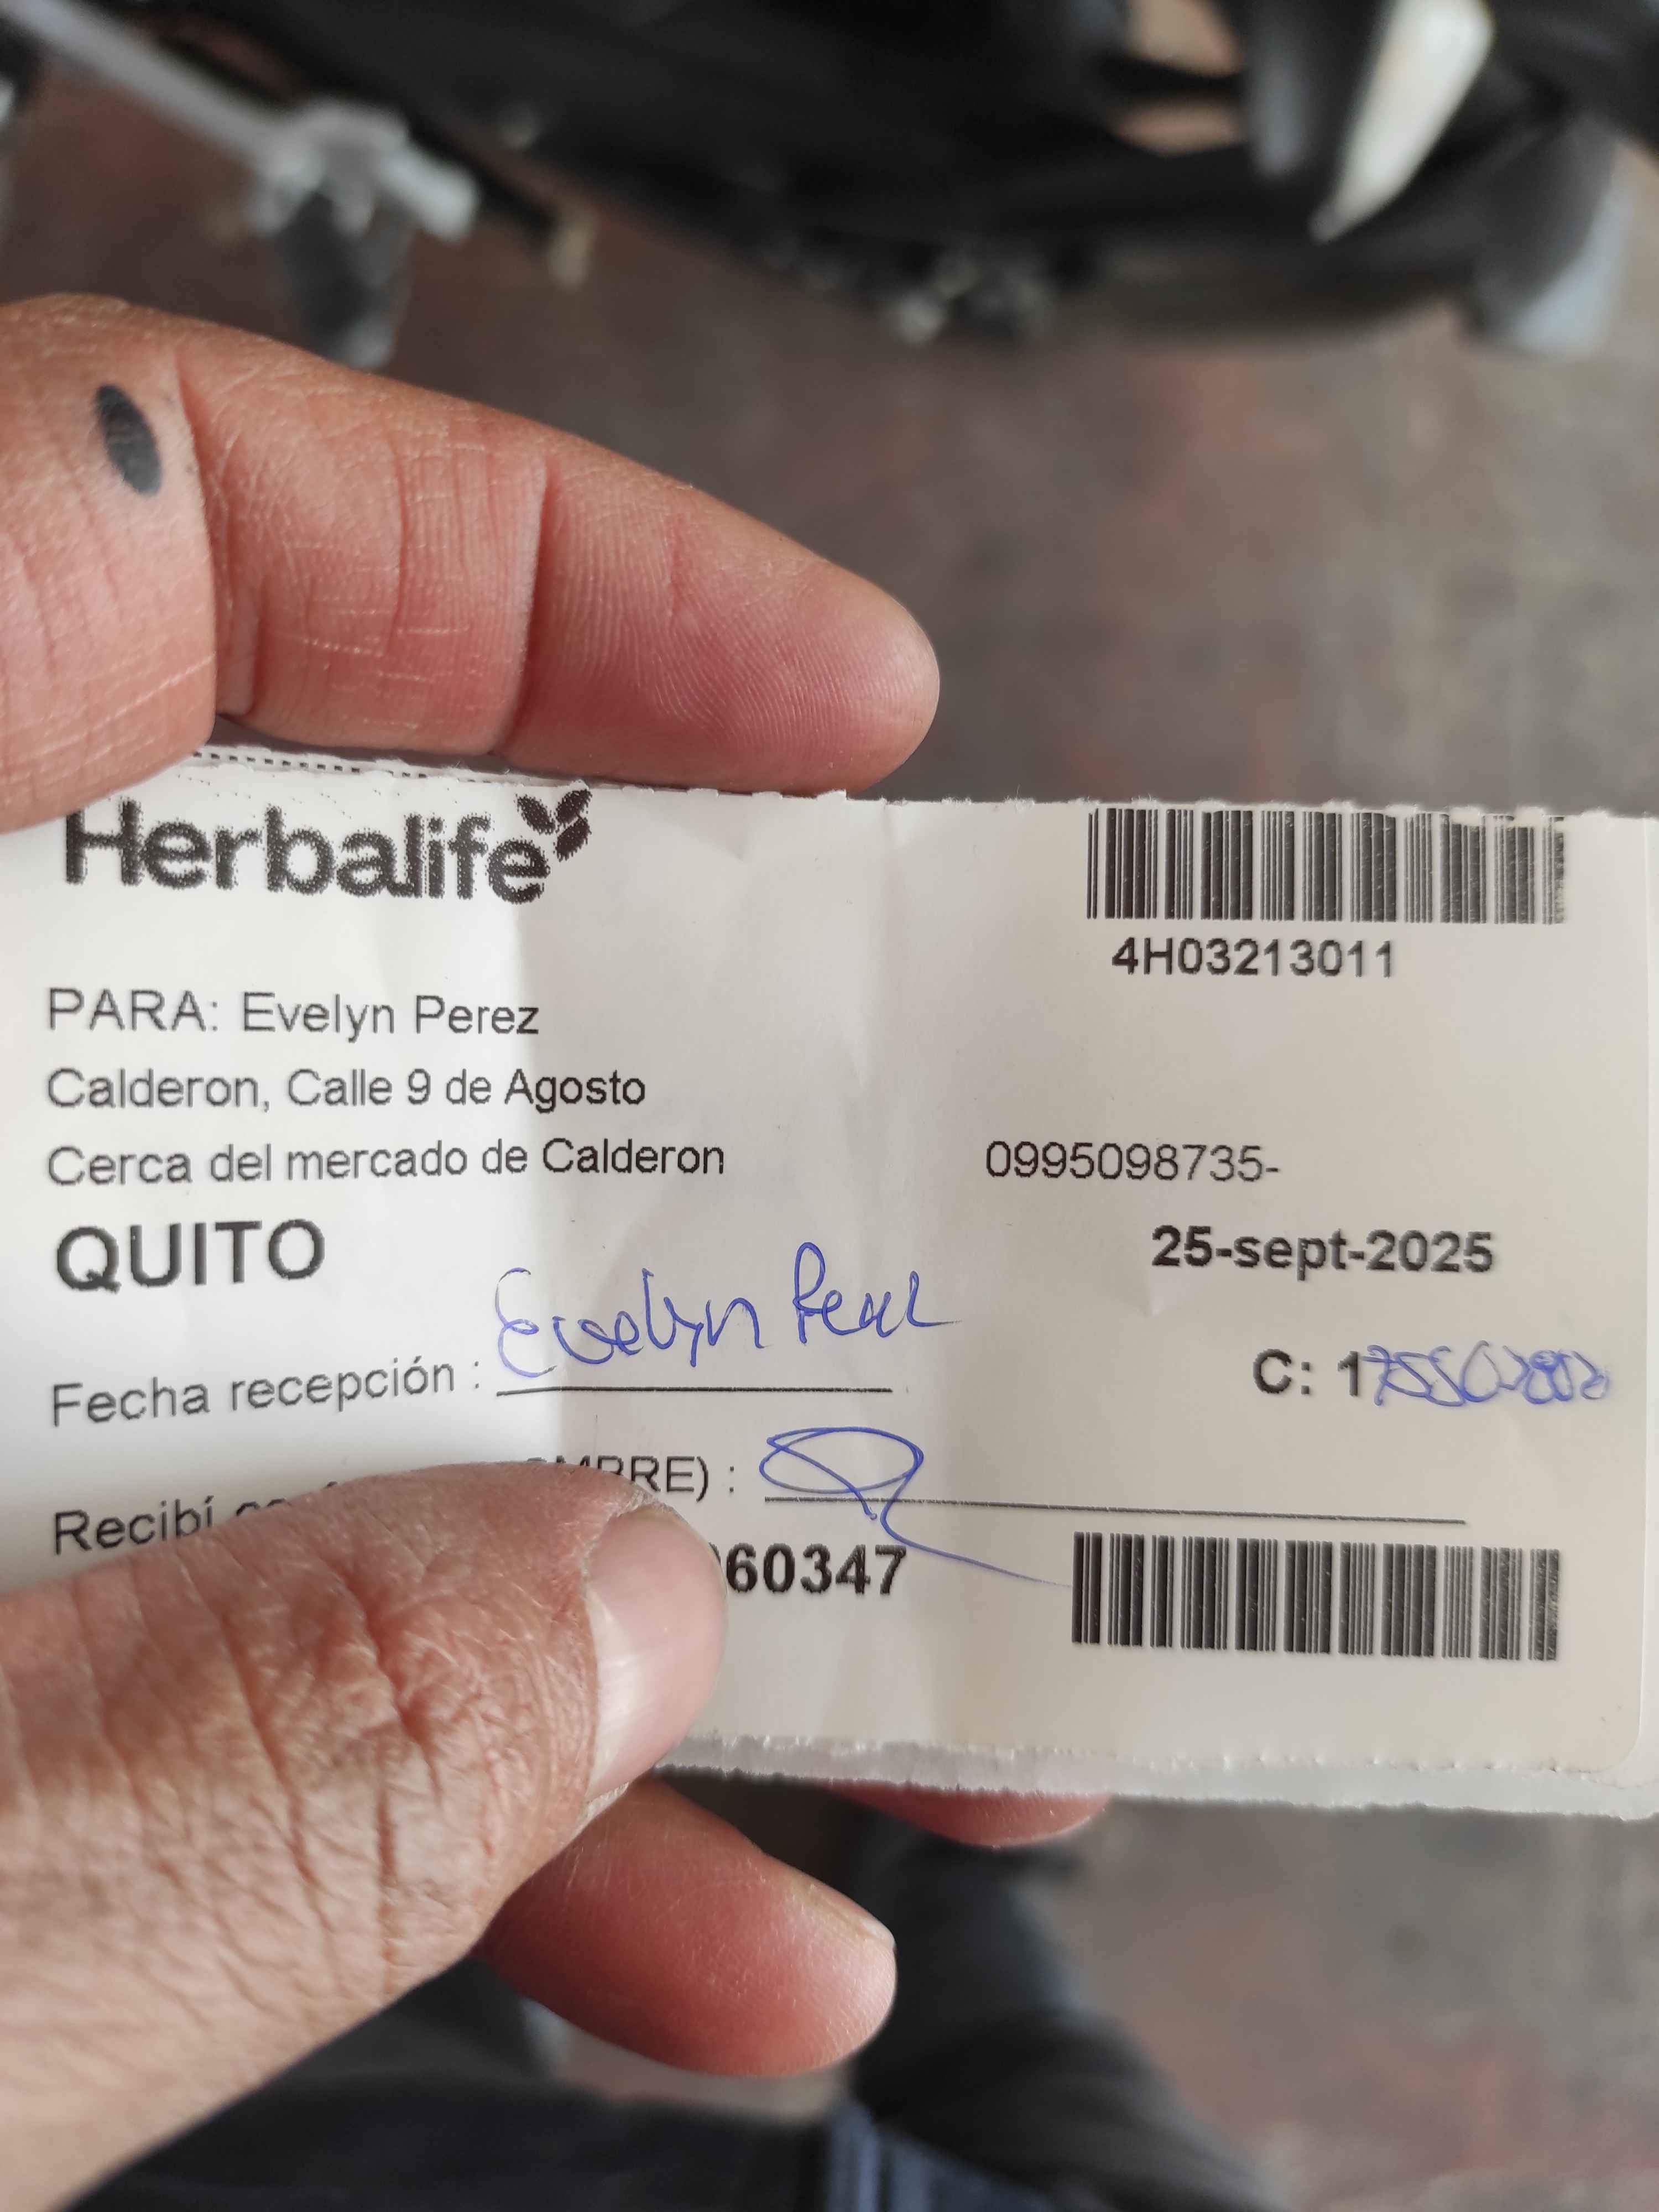 Herbalife
4H03213011
PARA: Evelyn Perez
Calderon, Calle 9 de Agosto
Cerca del mercado de Calderon
0995098735-
QUITO
25-sept-2025
Evelyn
Fecha recepción :
C:
Recibí
60347